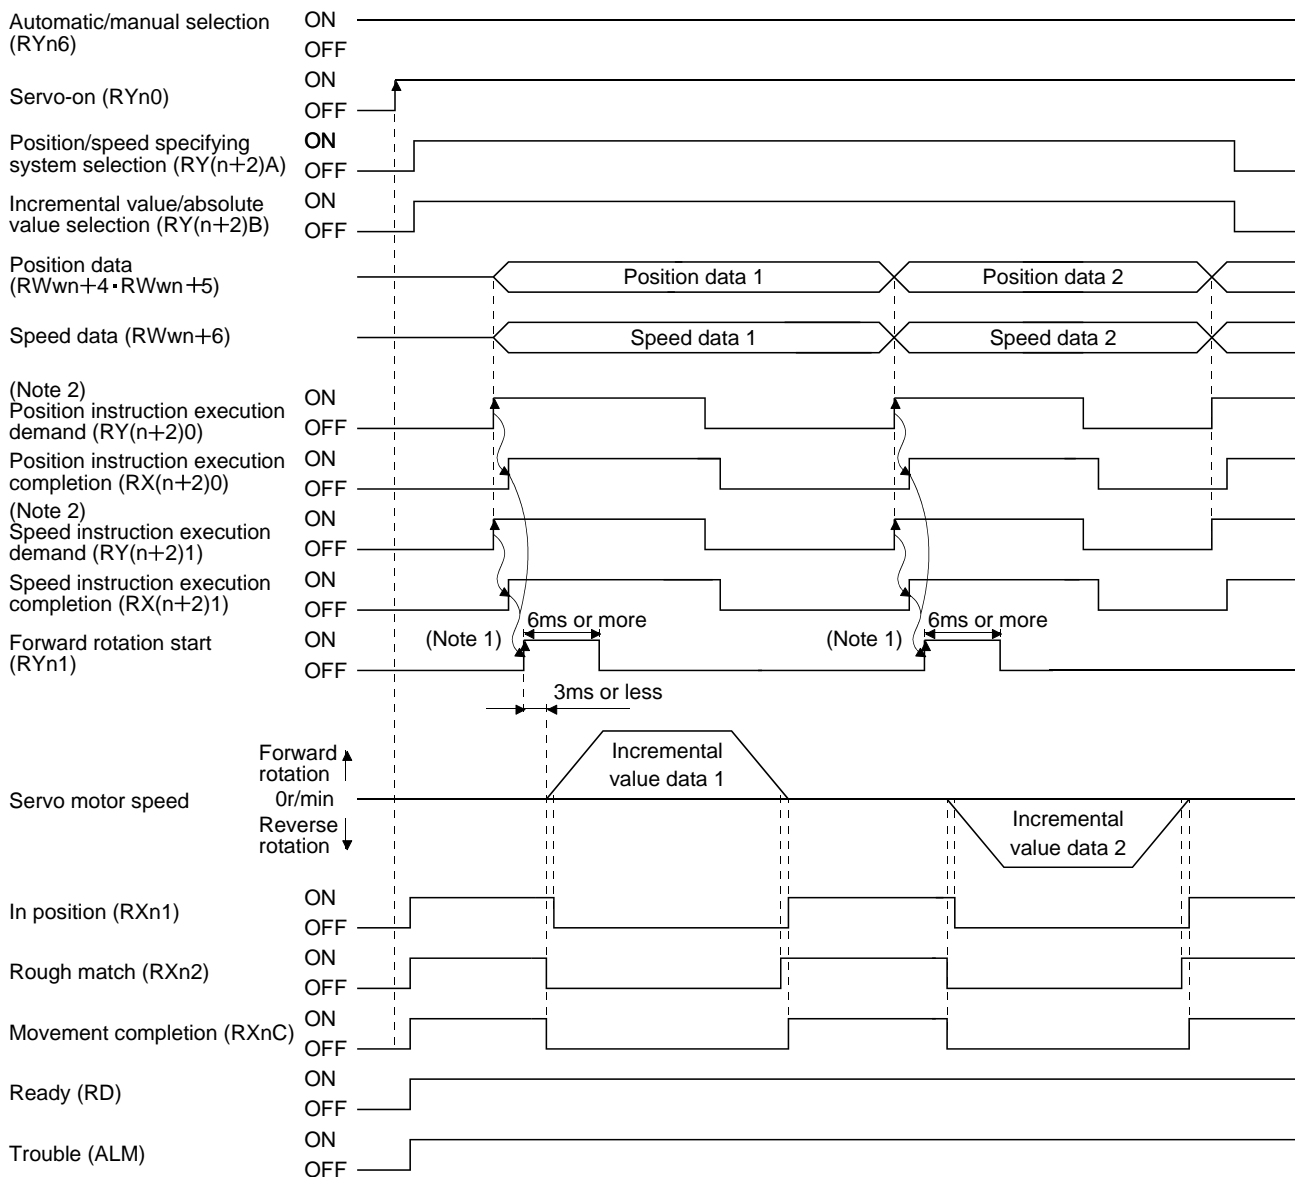 Automatic/manual selection
(RYn6)
ON
OFF
Servo-on (RYn0)
ON
OFF
Position/speed specifying
system selection (RY(n+2)A)
ON
OFF
Incremental value/absolute
value selection (RY(n+2)B)
ON
OFF
Position data
(RWwn+4·RWwn+5)
Position data 1
Position data 2
Speed data (RWwn+6)
Speed data 1
Speed data 2
(Note 2)
Position instruction execution
demand (RY(n+2)0)
ON
OFF
Position instruction execution
completion (RX(n+2)0)
ON
OFF
(Note 2)
Speed instruction execution
demand (RY(n+2)1)
ON
OFF
Speed instruction execution
completion (RX(n+2)1)
ON
OFF
Forward rotation start
(RYn1)
ON
OFF
(Note 1)
6ms or more
(Note 1)
6ms or more
3ms or less
Servo motor speed
Forward
rotation
0r/min
Reverse
rotation
Incremental
value data 1
Incremental
value data 2
In position (RXn1)
ON
OFF
Rough match (RXn2)
ON
OFF
Movement completion (RXnC)
ON
OFF
Ready (RD)
ON
OFF
Trouble (ALM)
ON
OFF